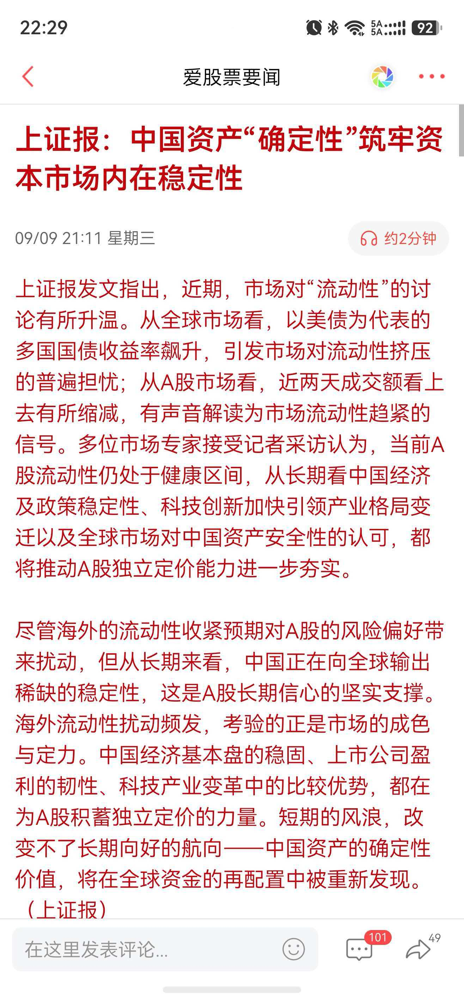 22:29
5A
5A
92
爱股票要闻
上证报：中国资产“确定性”筑牢资
本市场内在稳定性
09/09 21:11 星期三
约2分钟
上证报发文指出，近期，市场对“流动性”的讨
论有所升温。从全球市场看，以美债为代表的
多国国债收益率飙升，引发市场对流动性挤压
的普遍担忧；从A股市场看，近两天成交额看上
去有所缩减，有声音解读为市场流动性趋紧的
信号。多位市场专家接受记者采访认为，当前A
股流动性仍处于健康区间，从长期看中国经济
及政策稳定性、科技创新加快引领产业格局变
迁以及全球市场对中国资产安全性的认可，都
将推动A股独立定价能力进一步夯实。
尽管海外的流动性收紧预期对A股的风险偏好带
来扰动，但从长期来看，中国正在向全球输出
稀缺的稳定性，这是A股长期信心的坚实支撑。
海外流动性扰动频发，考验的正是市场的成色
与定力。中国经济基本盘的稳固、上市公司盈
利的韧性、科技产业变革中的比较优势，都在
为A股积蓄独立定价的力量。短期的风浪，改
变不了长期向好的航向——中国资产的确定性
价值，将在全球资金的再配置中被重新发现。
（上证报）
在这里发表评论...
101
49